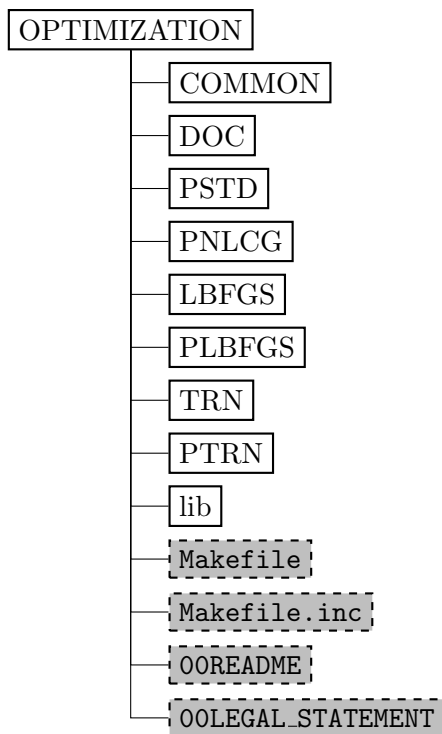 OPTIMIZATION
COMMON
DOC
PSTD
PNLCG
LBFGS
PLBFGS
TRN
PTRN
lib
Makefile
Makefile.inc
00README
00LEGAL_STATEMENT